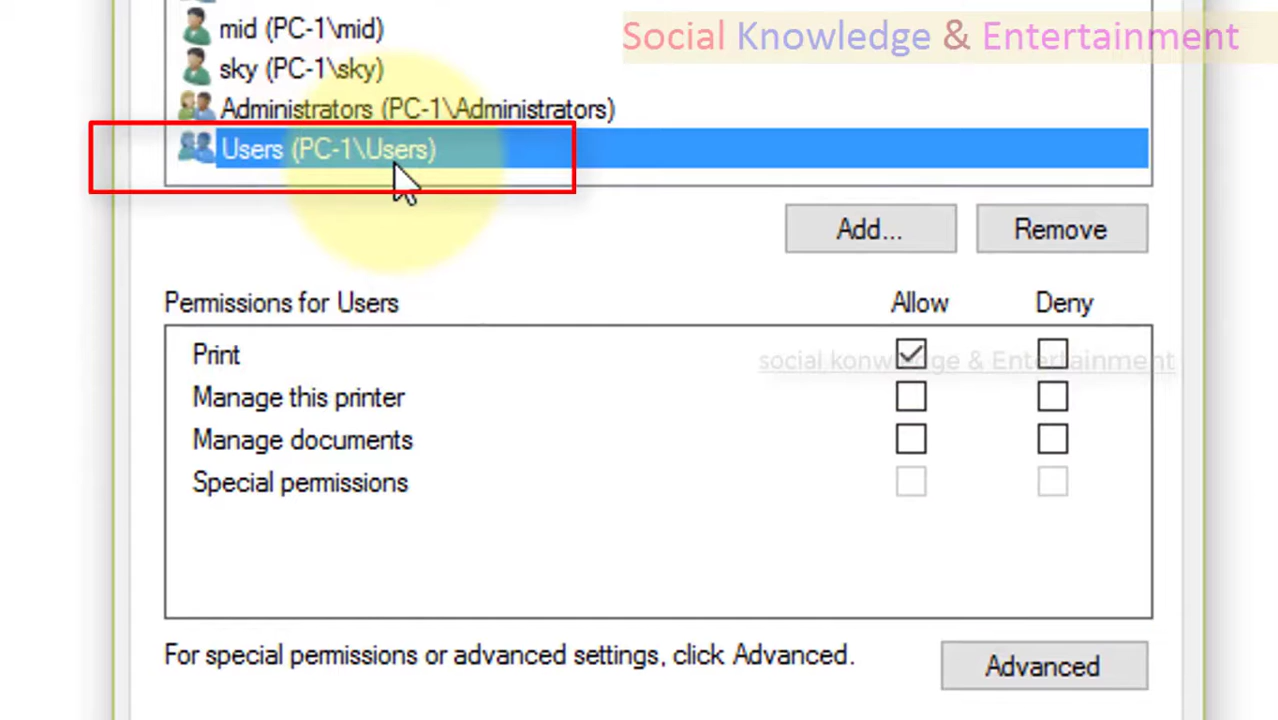 Social Knowledge & Entertainment
mid (PC-1\mid)
sky (PC-1\sky)
Administrators (PC-1\Administrators)
Users (PC-1\Users)
Add...
Remove
Permissions for Users
Allow
Deny
Print
social konwledge & Entertainment
Manage this printer
Manage documents
Special permissions
For special permissions or advanced settings, click Advanced.
Advanced